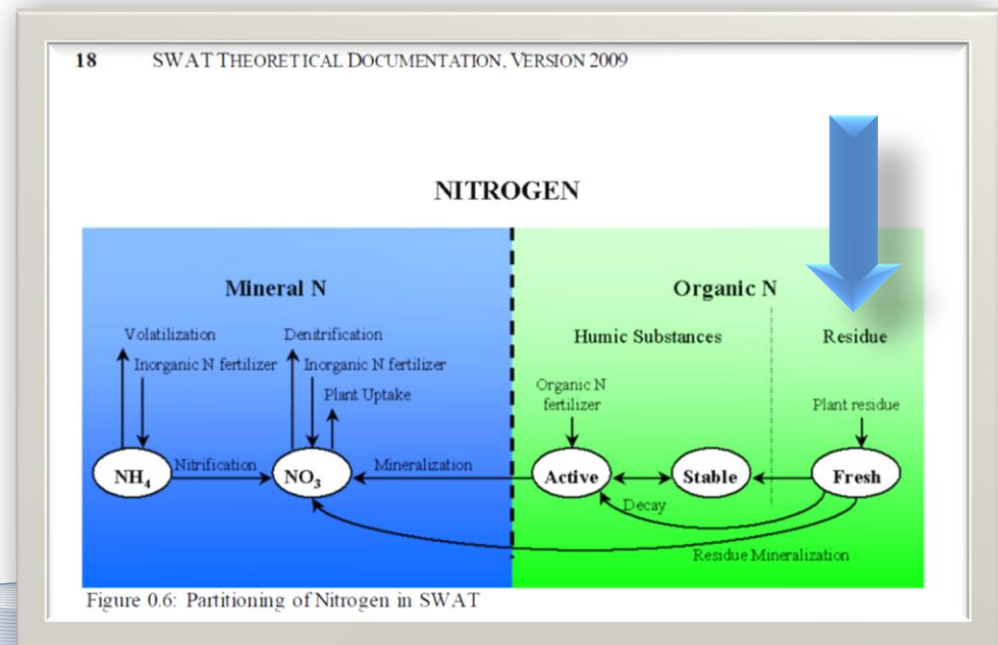 18 SWAT THEORETICAL DOCUMENTATION, VERSION 2009
NITROGEN
Mineral N
Organic N
Volatilization
Denitrification
Humic Substances
Residue
Inorganic N fertilizer
Inorganic N fertilizer
Plant Uptake
Organic N
fertilizer
Plant residue
NH4
Nitrification
NO3
Mineralization
Active
Stable
Fresh
Decay
Residue Mineralization
Figure 0.6: Partitioning of Nitrogen in SWAT